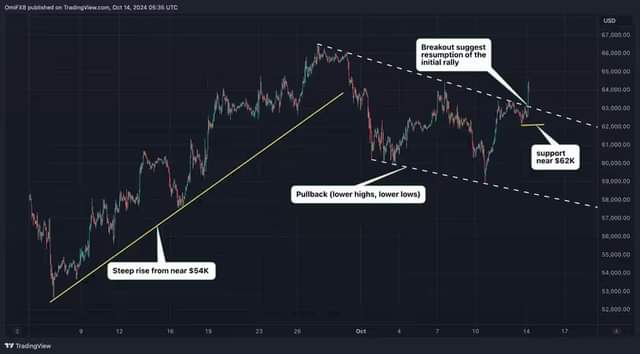 OmiFXB published on TradingView.com, Oct 14, 2024 05:35 UTC
USD
67,000.00
66,000.00
65,000.00
64,000.00
63,000.00
62,000.00
61,000.00
60,000.00
59,000.00
58,000.00
57,000.00
56,000.00
55,000.00
54,000.00
53,000.00
52,000.00
Breakout suggest
resumption of the
initial rally
support
near $62K
Pullback (lower highs, lower lows)
Steep rise from near $54K
9 12 16 19 23 26 Oct 4 7 10 14 17
TradingView